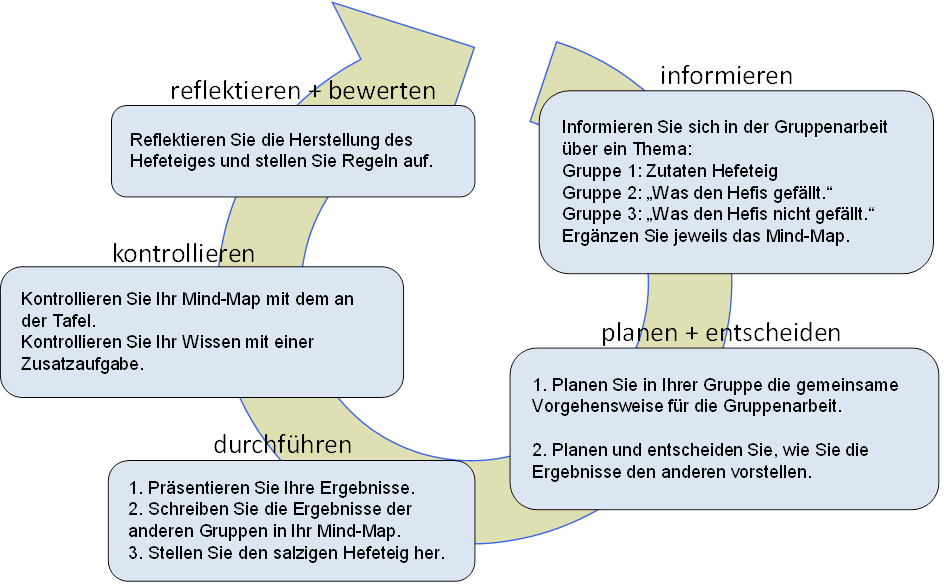 informieren
Informieren Sie sich in der Gruppenarbeit
über ein Thema:
Gruppe 1: Zutaten Hefeteig
Gruppe 2: „Was den Hefis gefällt.“
Gruppe 3: „Was den Hefis nicht gefällt.“
Ergänzen Sie jeweils das Mind-Map.
planen + entscheiden
1. Planen Sie in Ihrer Gruppe die gemeinsame
Vorgehensweise für die Gruppenarbeit.
2. Planen und entscheiden Sie, wie Sie die
Ergebnisse den anderen vorstellen.
durchführen
1. Präsentieren Sie Ihre Ergebnisse.
2. Schreiben Sie die Ergebnisse der
anderen Gruppen in Ihr Mind-Map.
3. Stellen Sie den salzigen Hefeteig her.
kontrollieren
Kontrollieren Sie Ihr Mind-Map mit dem an
der Tafel.
Kontrollieren Sie Ihr Wissen mit einer
Zusatzaufgabe.
reflektieren + bewerten
Reflektieren Sie die Herstellung des
Hefeteiges und stellen Sie Regeln auf.